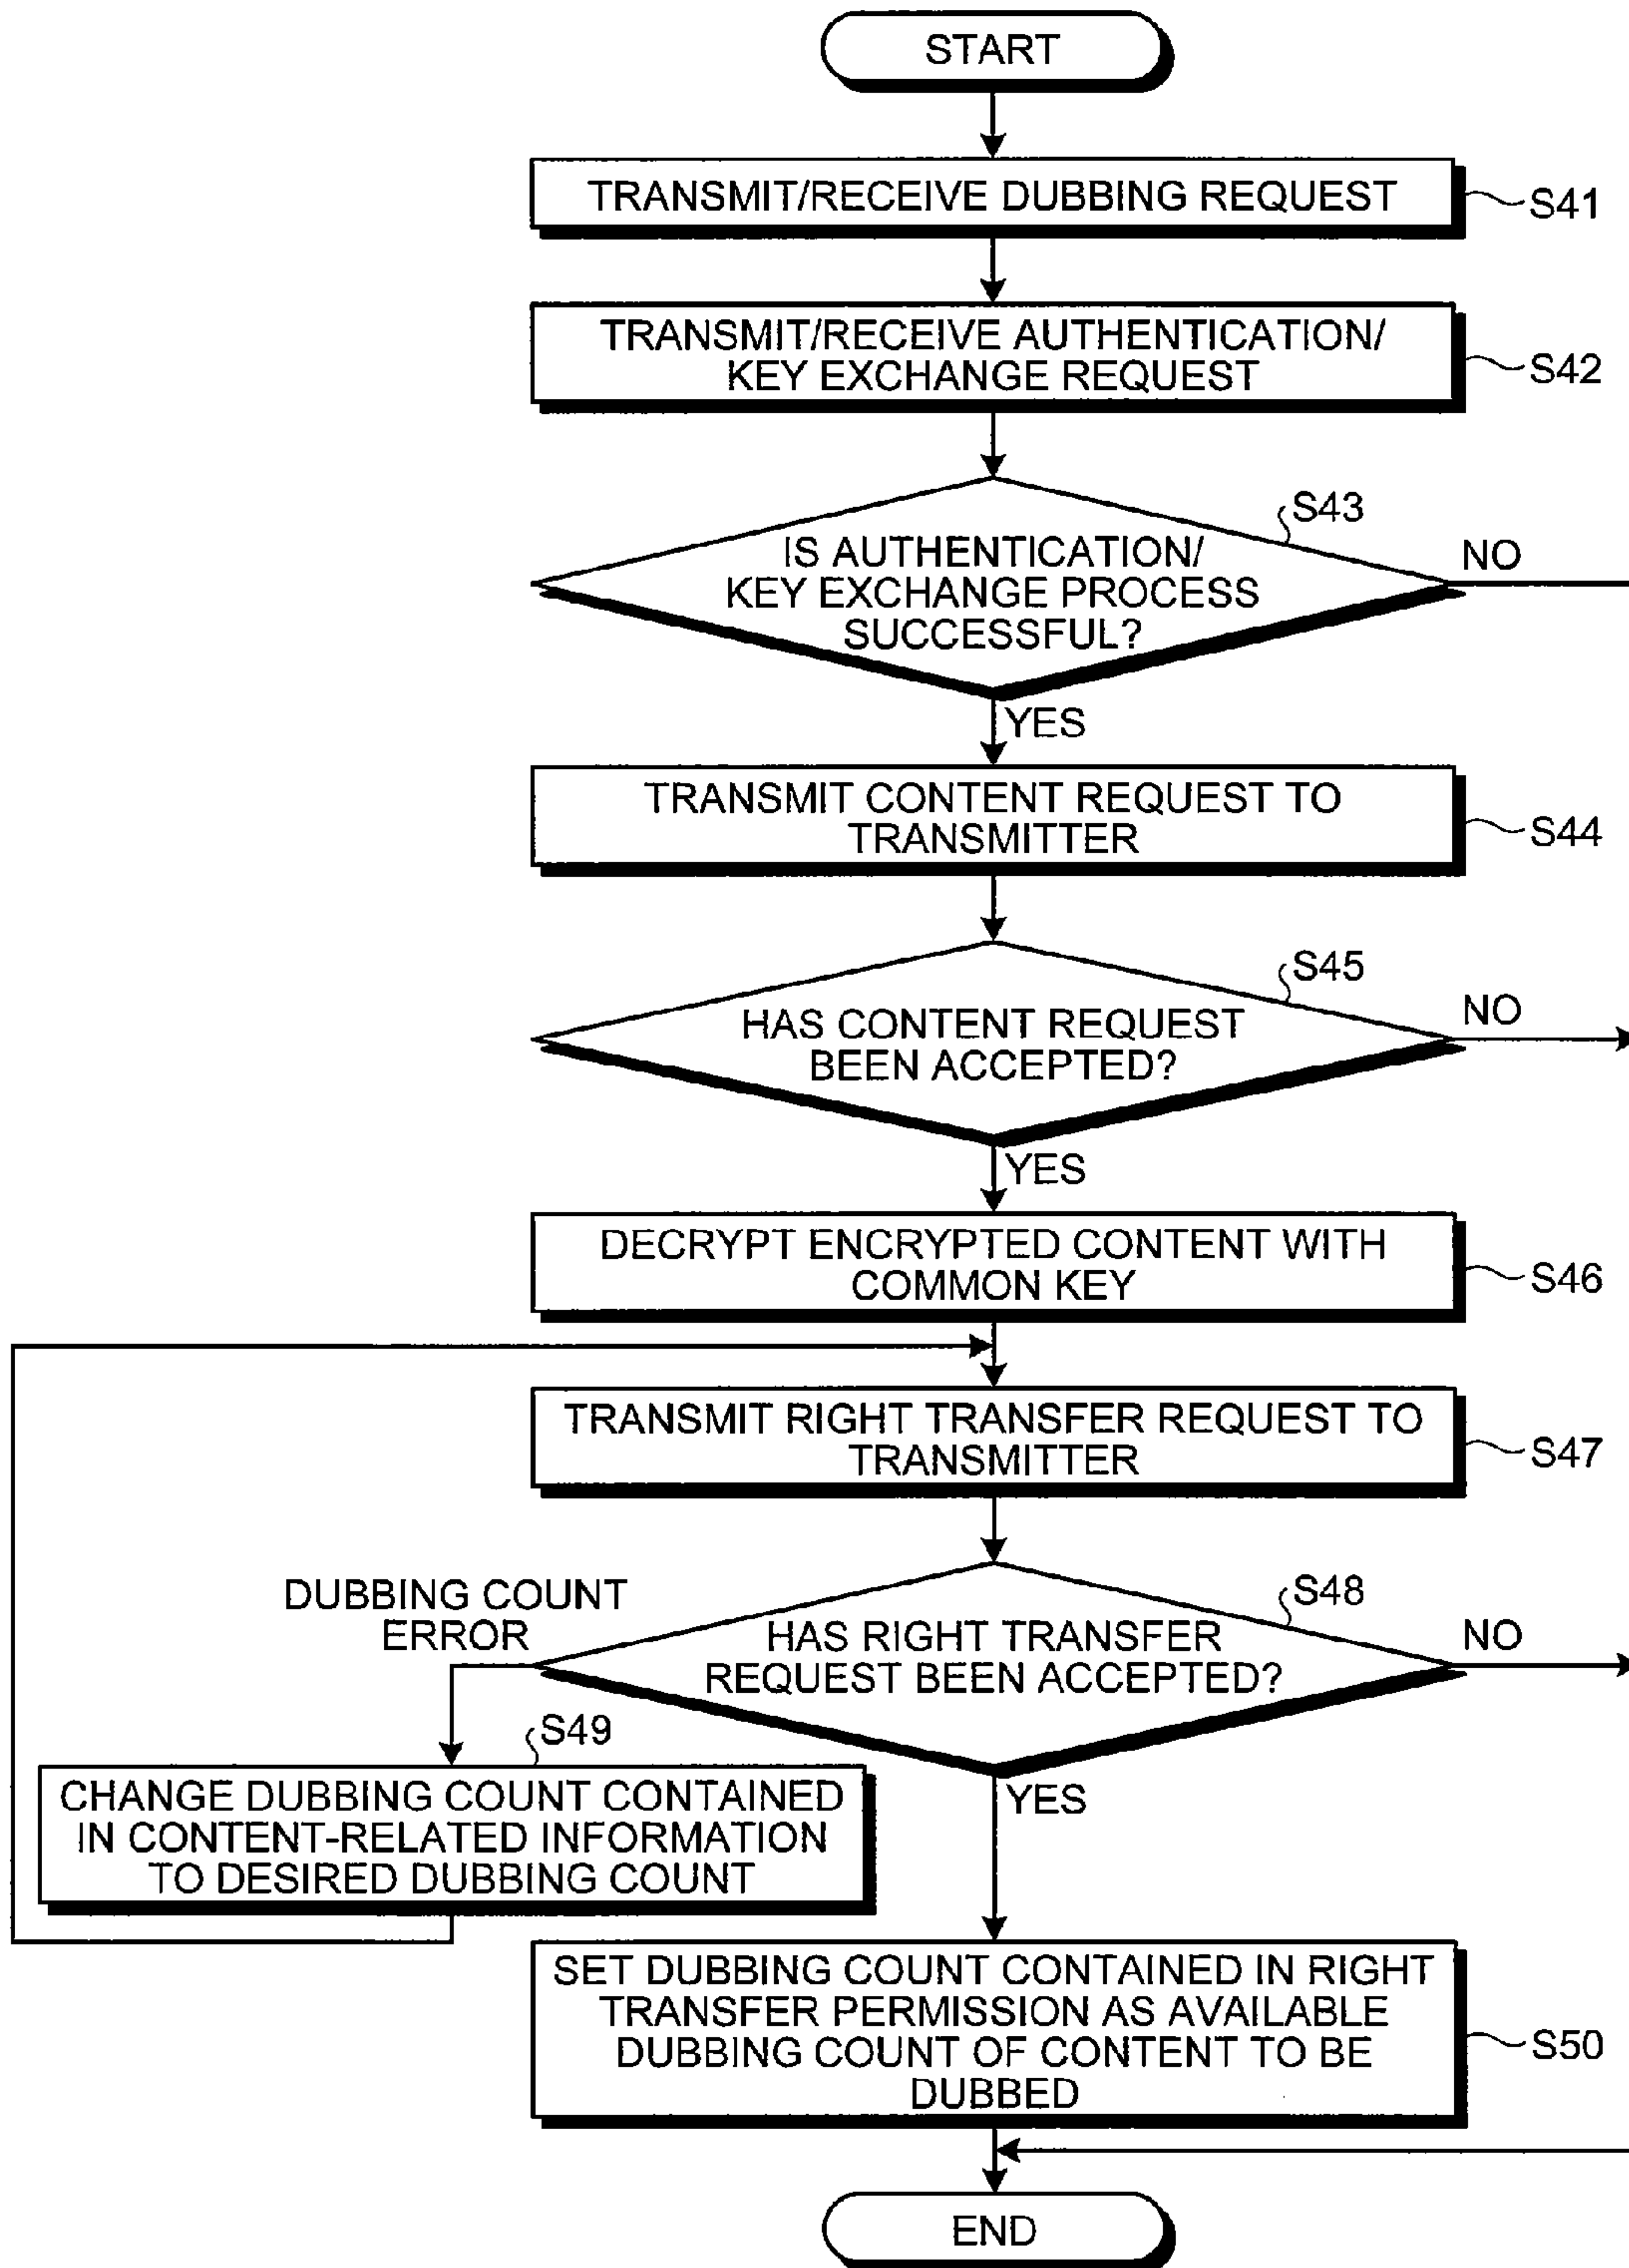 START
TRANSMIT/RECEIVE DUBBING REQUEST
S41
TRANSMIT/RECEIVE AUTHENTICATION/
KEY EXCHANGE REQUEST
S42
S43
IS AUTHENTICATION/
KEY EXCHANGE PROCESS
SUCCESSFUL?
NO
YES
TRANSMIT CONTENT REQUEST TO
TRANSMITTER
S44
S45
HAS CONTENT REQUEST
BEEN ACCEPTED?
NO
YES
DECRYPT ENCRYPTED CONTENT WITH
COMMON KEY
S46
TRANSMIT RIGHT TRANSFER REQUEST TO
TRANSMITTER
S47
DUBBING COUNT
ERROR
S48
HAS RIGHT TRANSFER
REQUEST BEEN ACCEPTED?
NO
S49
CHANGE DUBBING COUNT CONTAINED
IN CONTENT-RELATED INFORMATION
TO DESIRED DUBBING COUNT
YES
SET DUBBING COUNT CONTAINED IN RIGHT
TRANSFER PERMISSION AS AVAILABLE
DUBBING COUNT OF CONTENT TO BE
DUBBED
S50
END